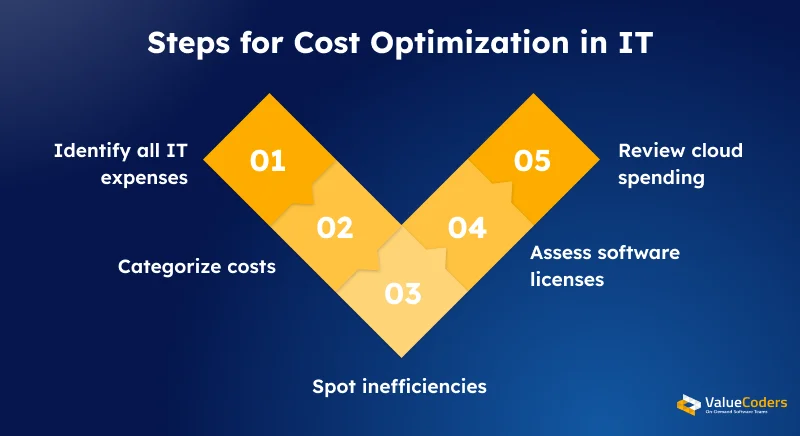 Steps for Cost Optimization in IT
01
Identify all IT
expenses
02
Categorize costs
03
Spot inefficiencies
04
Assess software
licenses
05
Review cloud
spending
ValueCoders
On Demand Software Teams